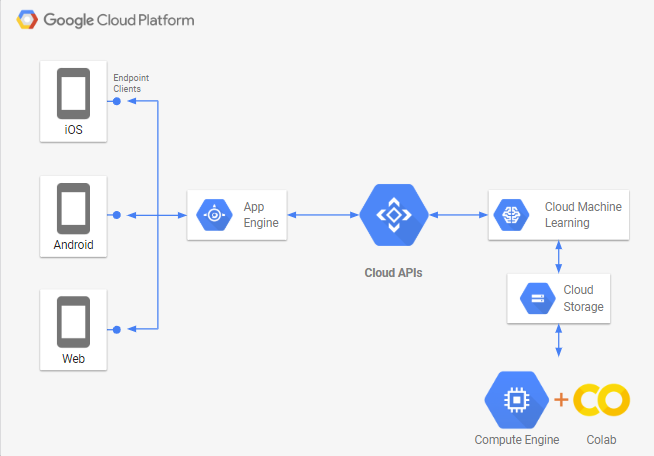 Google Cloud Platform
Endpoint
Clients
iOS
Android
Web
App
Engine
Cloud APIs
Cloud Machine
Learning
Cloud
Storage
+
Compute Engine
Colab